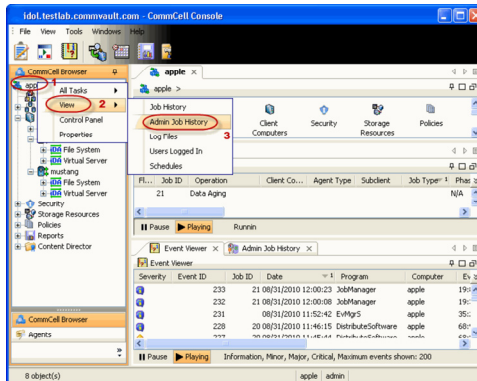 idol.testlab.commvault.com - CommCell Console
File View Tools Windows Help
CommCell Browser
apple
apple >
app 1
All Tasks
View 2
Control Panel
Properties
Job History
Admin Job History
Log Files 3
Users Logged In
Schedules
Client Computers
Security
Storage Resources
Policies
File System
Virtual Server
mustang
File System
Virtual Server
Security
Storage Resources
Policies
Reports
Content Director
Fl... Job ID Operation Client Co... Agent Type Subclient Job Type 1 Phas
21 Data Aging N/A
Pause Playing Runnin
Event Viewer Admin Job History
Event Viewer
Severity Event ID Job ID Date 1 Program Computer Ev
233 21 08/31/2010 12:00:23 JobManager apple
232 21 08/31/2010 12:00:08 JobManager apple
231 08/31/2010 11:52:42 EvMgrS apple 35:
228 20 08/31/2010 11:46:15 DistributeSoftware apple 68:
CommCell Browser
Agents
Pause Playing Information, Minor, Major, Critical, Maximum events shown: 200
8 object(s)
apple admin